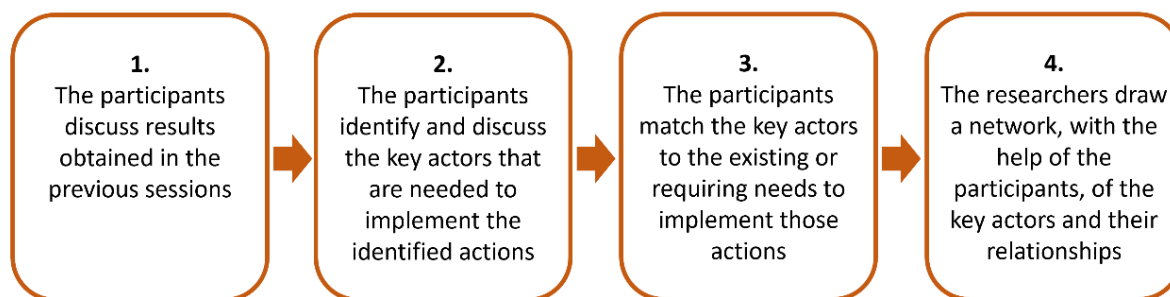 1.
The participants
discuss results
obtained in the
previous sessions
2.
The participants
identify and discuss
the key actors that
are needed to
implement the
identified actions
3.
The participants
match the key actors
to the existing or
requiring needs to
implement those
actions
4.
The researchers draw
a network, with the
help of the
participants, of the
key actors and their
relationships